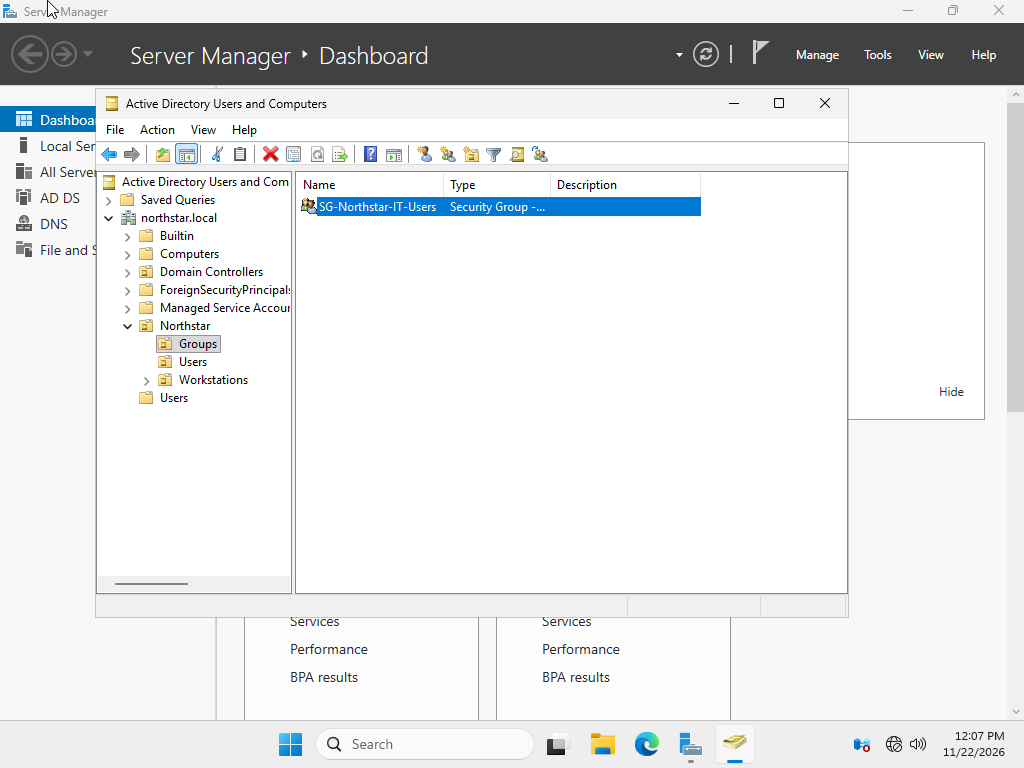 Server Manager
Server Manager
Dashboard
Manage
Tools
View
Help
Active Directory Users and Computers
File
Action
View
Help
Dashboa
Local Ser
All Server
AD DS
DNS
File and S
Active Directory Users and Com
Saved Queries
northstar.local
Builtin
Computers
Domain Controllers
ForeignSecurityPrincipals
Managed Service Accour
Northstar
Groups
Users
Workstations
Users
Name
Type
Description
SG-Northstar-IT-Users
Security Group -...
Hide
Services
Performance
BPA results
Services
Performance
BPA results
Search
12:07 PM
11/22/2026